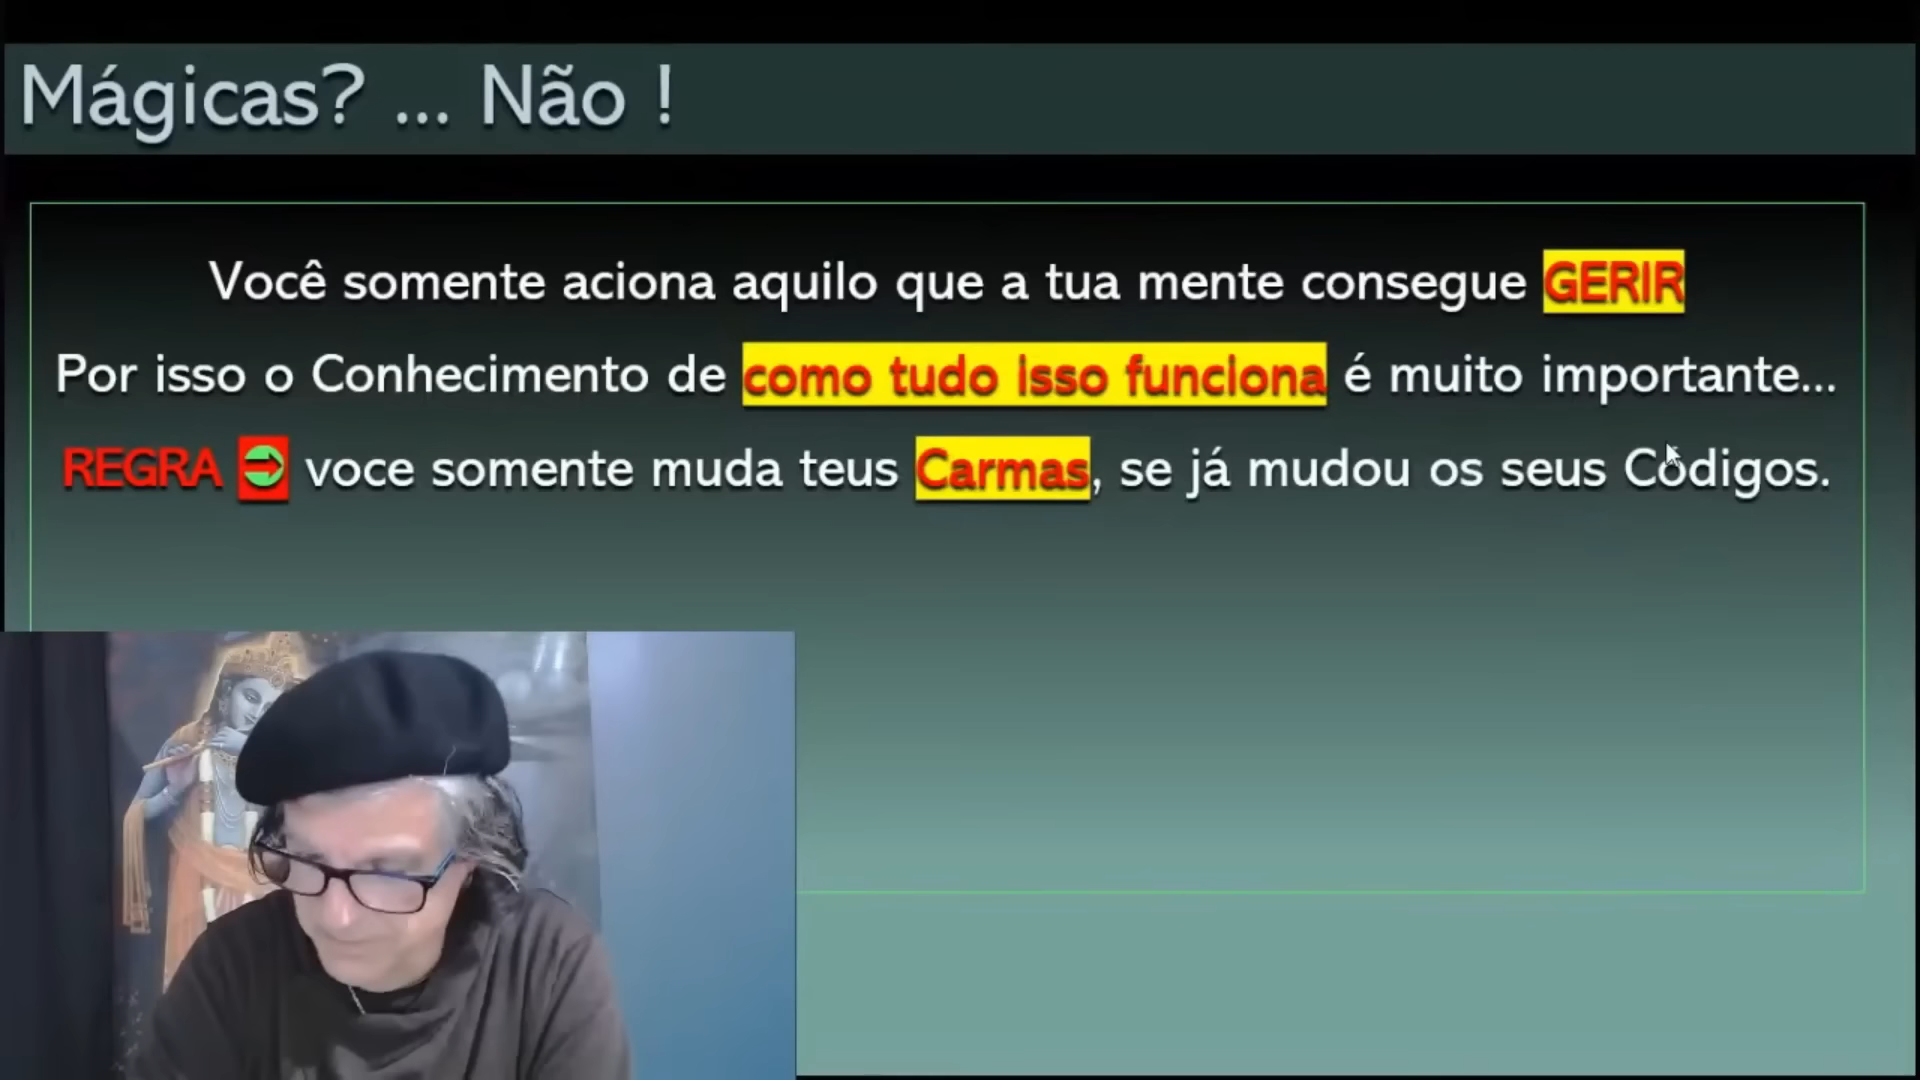 Mágicas? ... Não !
Você somente aciona aquilo que a tua mente consegue GERIR
Por isso o Conhecimento de como tudo isso funciona é muito importante...
REGRA ➡ voce somente muda teus Carmas, se já mudou os seus Códigos.